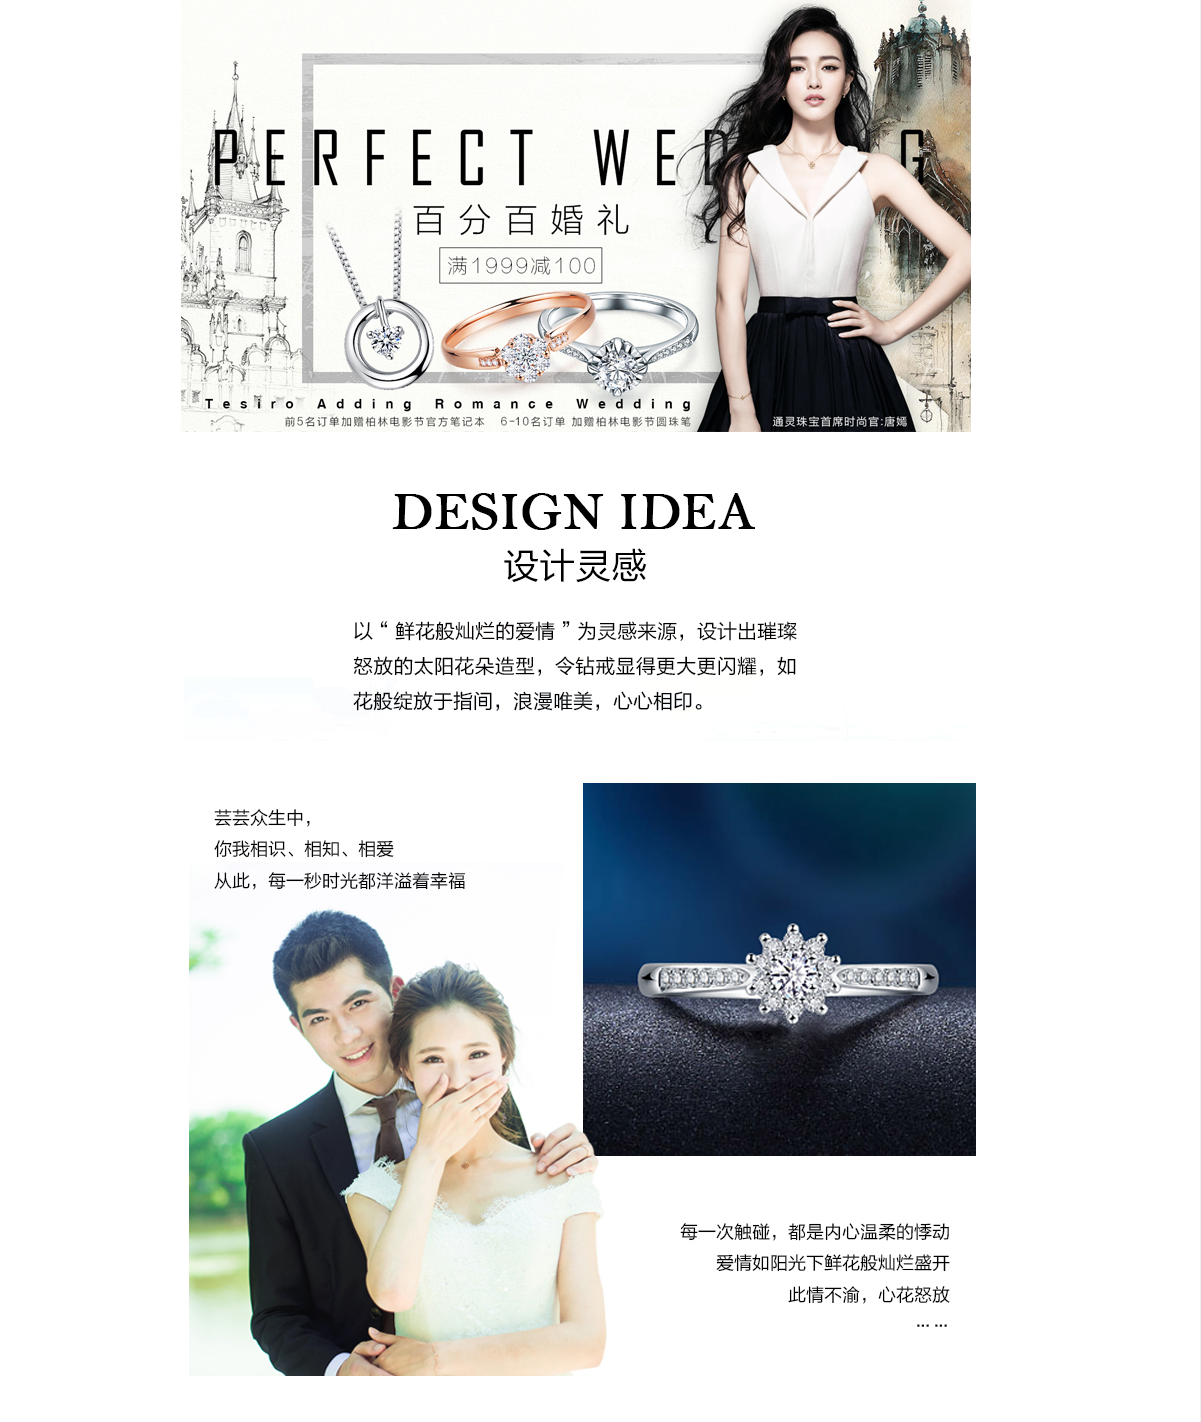 PERFECT WEDDING
百分百婚礼
满1999减100
Tesiro Adding Romance Wedding
前5名订单加赠柏林电影节官方笔记本 6-10名订单 加赠柏林电影节圆珠笔
通灵珠宝首席时尚官:唐嫣
DESIGN IDEA
设计灵感
以“鲜花般灿烂的爱情”为灵感来源，设计出璀璨
怒放的太阳花朵造型，令钻戒显得更大更闪耀，如
花般绽放于指间，浪漫唯美，心心相印。
芸芸众生中，
你我相识、相知、相爱
从此，每一秒时光都洋溢着幸福
每一次触碰，都是内心温柔的悸动
爱情如阳光下鲜花般灿烂盛开
此情不渝，心花怒放
... ...